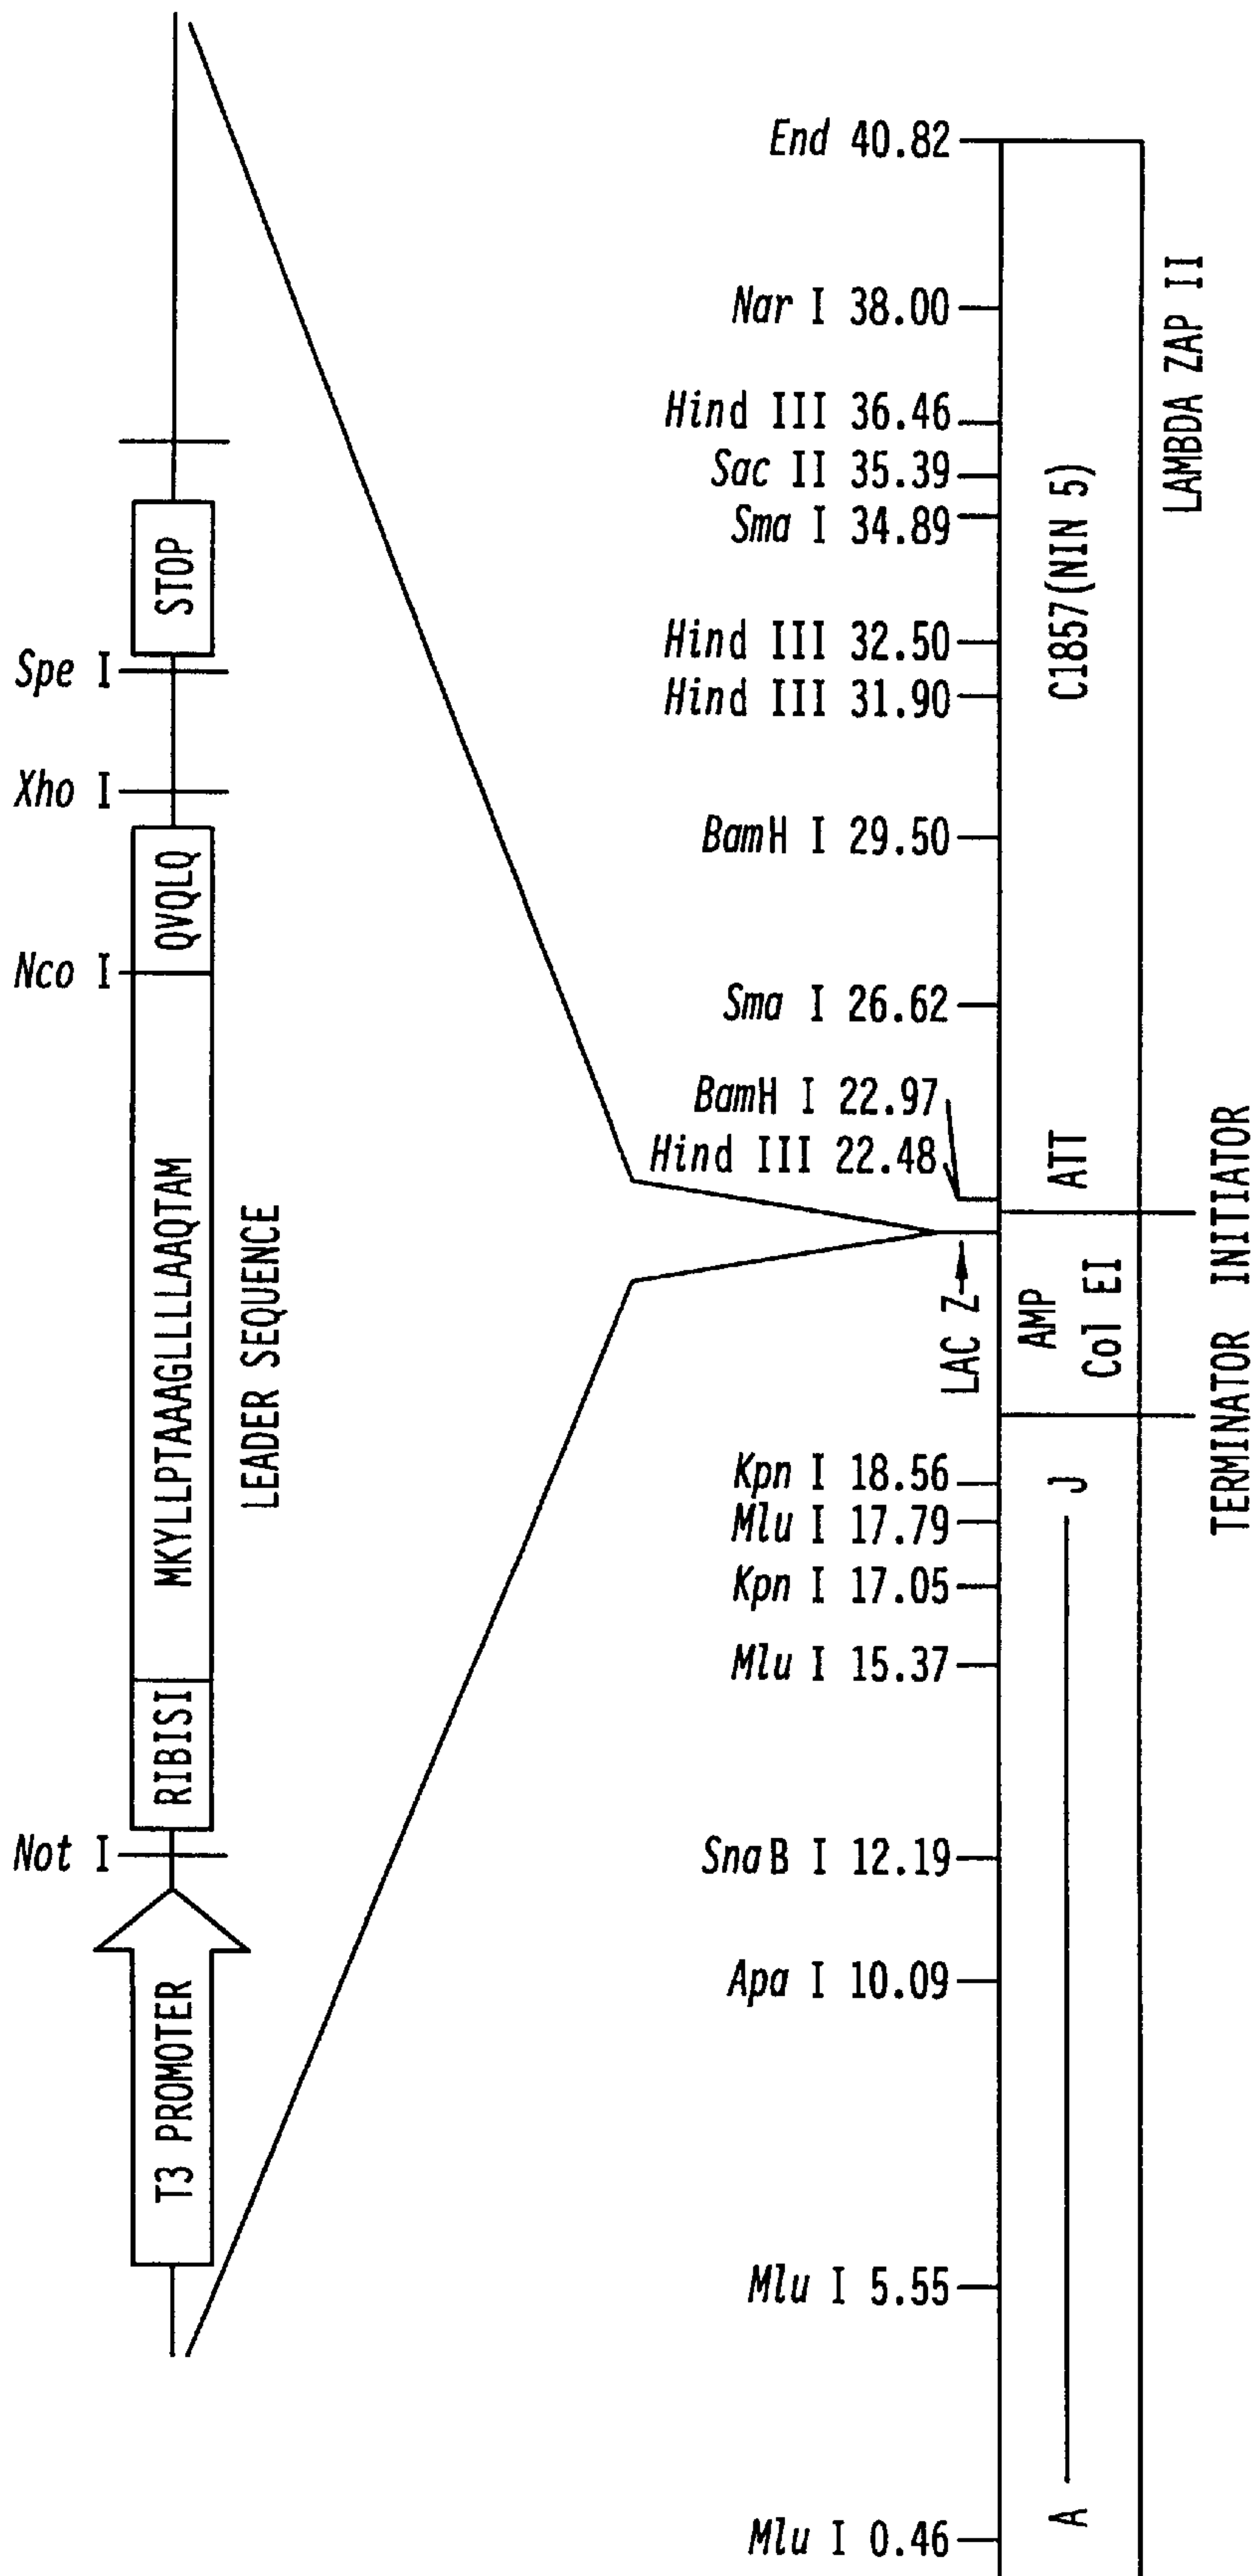 End 40.82
Nar I 38.00
Hind III 36.46
Sac II 35.39
Sma I 34.89
Hind III 32.50
Hind III 31.90
BamH I 29.50
Sma I 26.62
BamH I 22.97
Hind III 22.48
LAC Z
Kpn I 18.56
Mlu I 17.79
Kpn I 17.05
Mlu I 15.37
SnaB I 12.19
Apa I 10.09
Mlu I 5.55
Mlu I 0.46
Spe I
Xho I
Nco I
Not I
T3 PROMOTER
RIBISI
MKYLLPTAAAGLLLLAAQTAM
QVQLQ
STOP
LEADER SEQUENCE
A
J
AMP
Col EI
ATT
C1857(NIN 5)
LAMBDA ZAP II
TERMINATOR INITIATOR